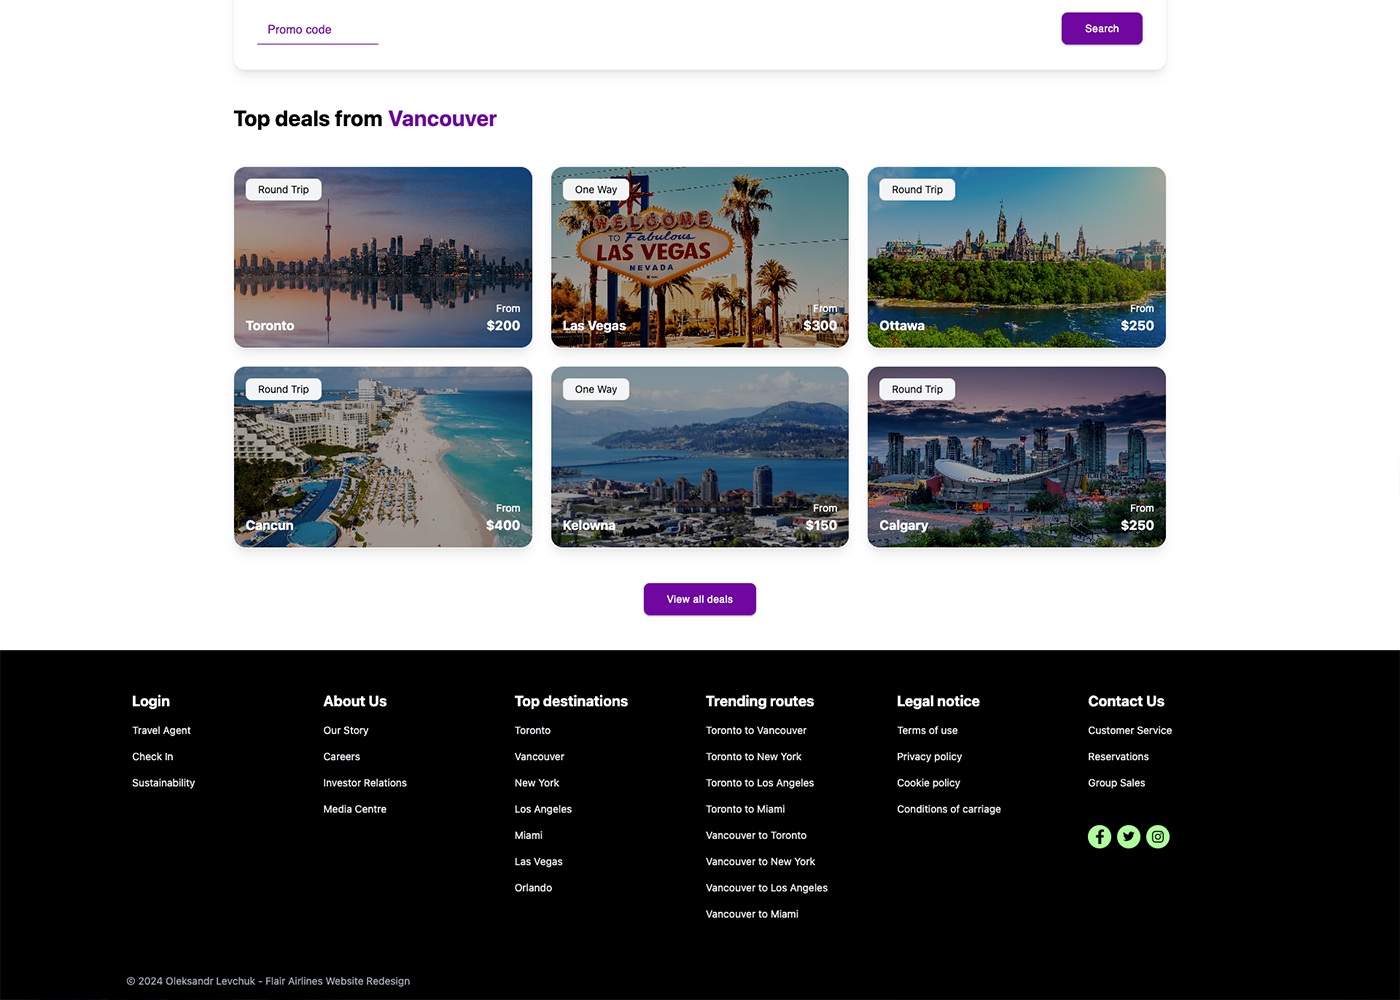 Promo code
Search
Top deals from Vancouver
Round Trip
From
Toronto
$200
One Way
WELCOME
TO Fabulous
LAS VEGAS
NEVADA
From
Las Vegas
$300
Round Trip
From
Ottawa
$250
Round Trip
From
Cancun
$400
One Way
From
Kelowna
$150
Round Trip
From
Calgary
$250
View all deals
Login
Travel Agent
Check In
Sustainability
About Us
Our Story
Careers
Investor Relations
Media Centre
Top destinations
Toronto
Vancouver
New York
Los Angeles
Miami
Las Vegas
Orlando
Trending routes
Toronto to Vancouver
Toronto to New York
Toronto to Los Angeles
Toronto to Miami
Vancouver to Toronto
Vancouver to New York
Vancouver to Los Angeles
Vancouver to Miami
Legal notice
Terms of use
Privacy policy
Cookie policy
Conditions of carriage
Contact Us
Customer Service
Reservations
Group Sales
© 2024 Oleksandr Levchuk - Flair Airlines Website Redesign